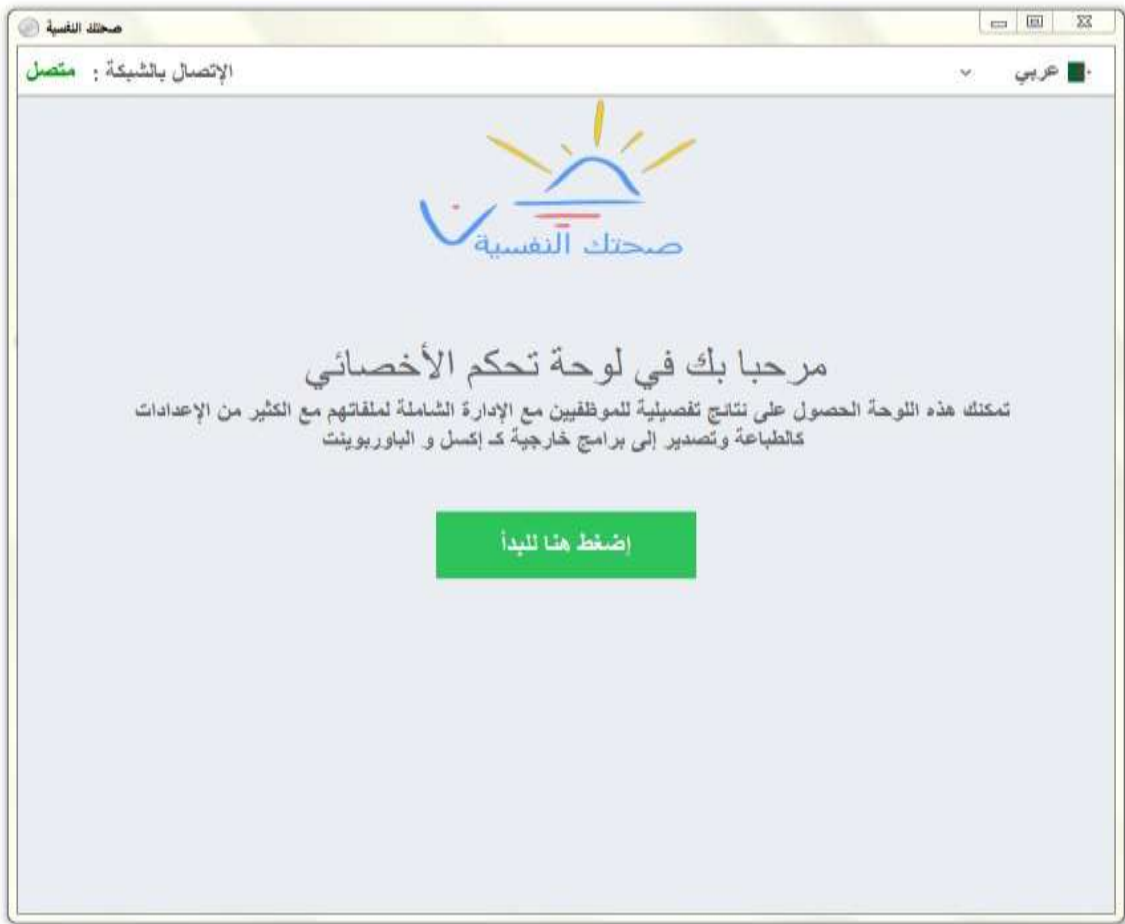 صحتك النفسية
عربي
الإتصال بالشبكة : متصل
صحتك النفسية
مرحبا بك في لوحة تحكم الأخصائي
تمكنك هذه اللوحة الحصول على نتائج تفصيلية للموظفيين مع الإدارة الشاملة لملفاتهم مع الكثير من الإعدادات
كالطباعة وتصدير إلى برامج خارجية كـ إكسل و الباوربوينت
إضغط هنا للبدأ